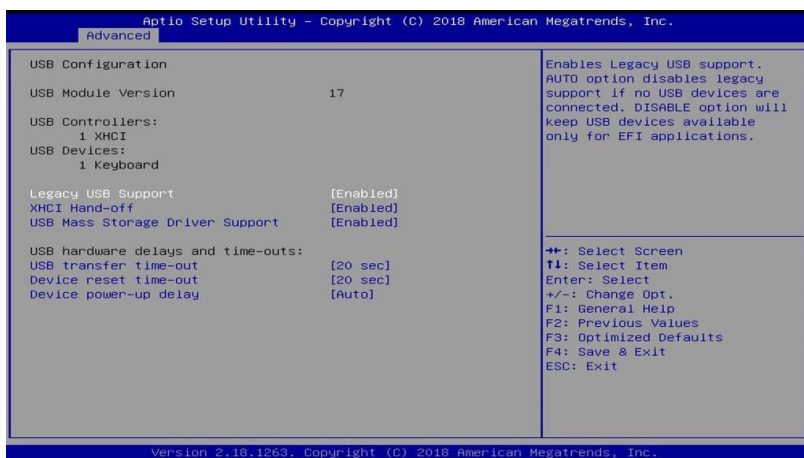 Aptio Setup Utility – Copyright (C) 2018 American Megatrends, Inc.
Advanced
USB Configuration
USB Module Version 17
USB Controllers:
1 XHCI
USB Devices:
1 Keyboard
Legacy USB Support [Enabled]
XHCI Hand-off [Enabled]
USB Mass Storage Driver Support [Enabled]
USB hardware delays and time-outs:
USB transfer time-out [20 sec]
Device reset time-out [20 sec]
Device power-up delay [Auto]
Enables Legacy USB support.
AUTO option disables legacy
support if no USB devices are
connected. DISABLE option will
keep USB devices available
only for EFI applications.
→←: Select Screen
↑↓: Select Item
Enter: Select
+/-: Change Opt.
F1: General Help
F2: Previous Values
F3: Optimized Defaults
F4: Save & Exit
ESC: Exit
Version 2.18.1263. Copyright (C) 2018 American Megatrends, Inc.